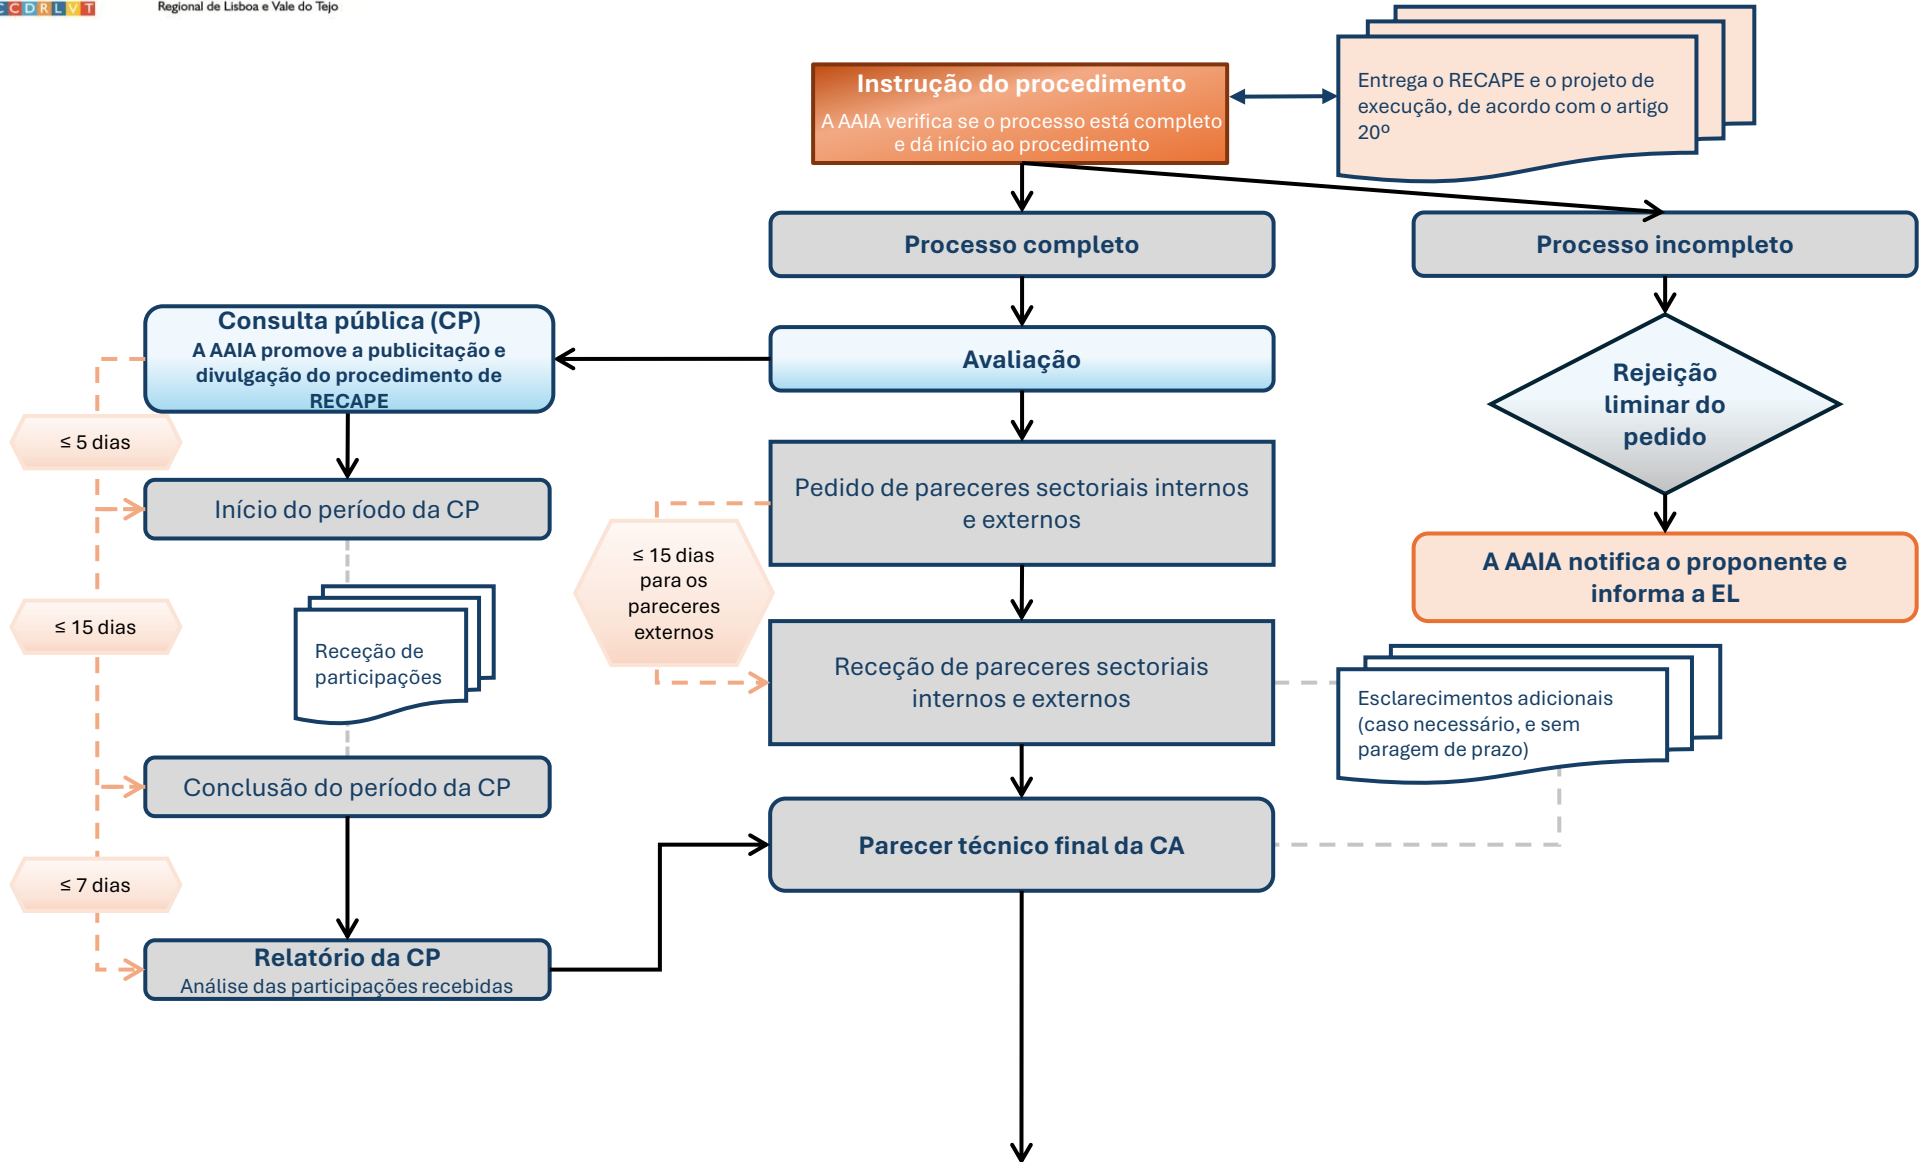 CCDRLVT
Regional de Lisboa e Vale do Tejo
Instrução do procedimento
A AAIA verifica se o processo está completo
e dá início ao procedimento
Entrega o RECAPE e o projeto de
execução, de acordo com o artigo
20º
Processo completo
Processo incompleto
Consulta pública (CP)
A AAIA promove a publicitação e
divulgação do procedimento de
RECAPE
Avaliação
Rejeição
liminar do
pedido
≤ 5 dias
Início do período da CP
Pedido de pareceres sectoriais internos
e externos
≤ 15 dias
para os
pareceres
externos
A AAIA notifica o proponente e
informa a EL
≤ 15 dias
Receção de
participações
Receção de pareceres sectoriais
internos e externos
Esclarecimentos adicionais
(caso necessário, e sem
paragem de prazo)
Conclusão do período da CP
Parecer técnico final da CA
≤ 7 dias
Relatório da CP
Análise das participações recebidas